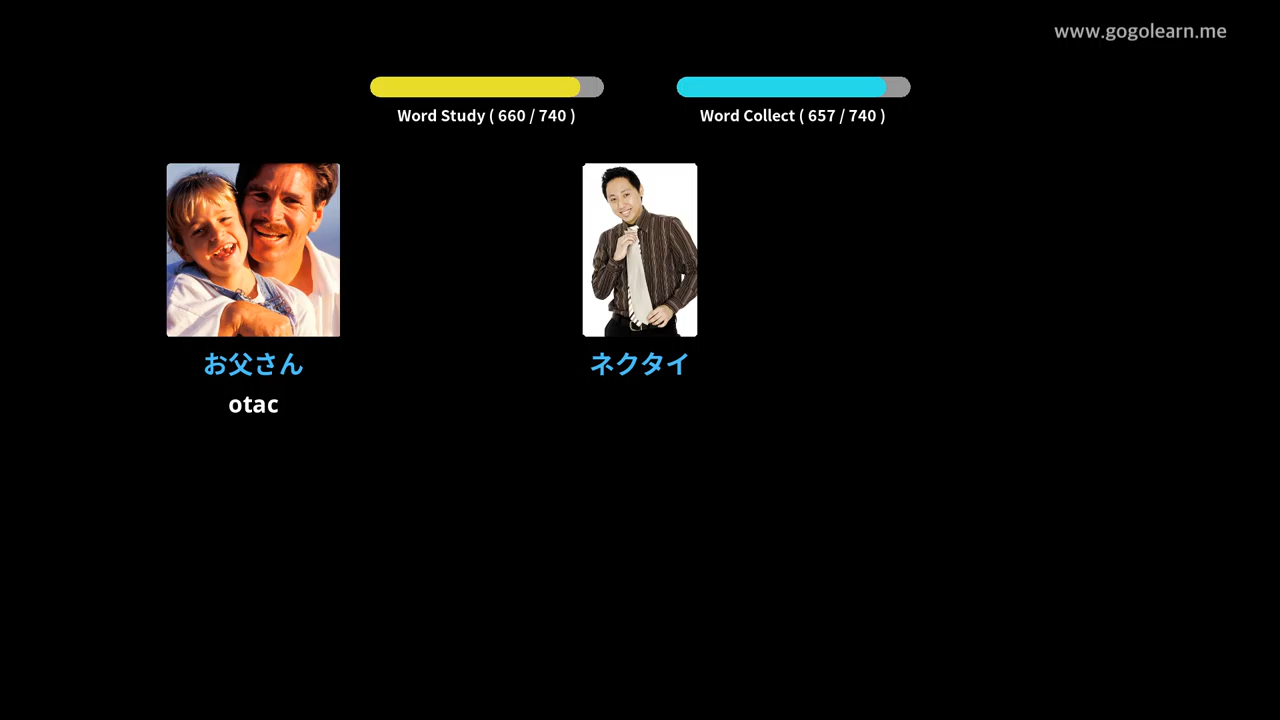 www.gogolearn.me
Word Study ( 660 / 740 )
Word Collect ( 657 / 740 )
お父さん
ネクタイ
otac